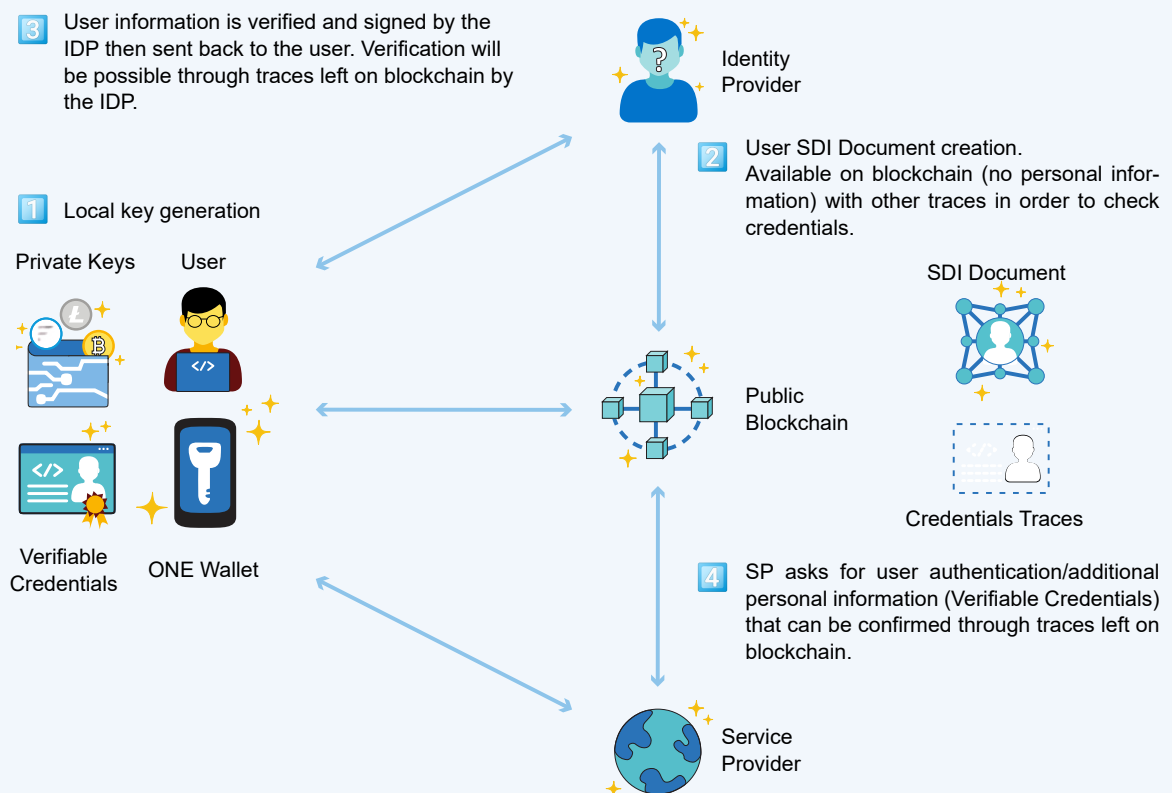 3 User information is verified and signed by the
IDP then sent back to the user. Verification will
be possible through traces left on blockchain by
the IDP.
?
Identity
Provider
2 User SDI Document creation.
Available on blockchain (no personal infor-
mation) with other traces in order to check
credentials.
1 Local key generation
Private Keys
User
SDI Document
Ł
B
</>
Public
Blockchain
</>
</>
Credentials Traces
Verifiable
Credentials
ONE Wallet
4 SP asks for user authentication/additional
personal information (Verifiable Credentials)
that can be confirmed through traces left on
blockchain.
Service
Provider